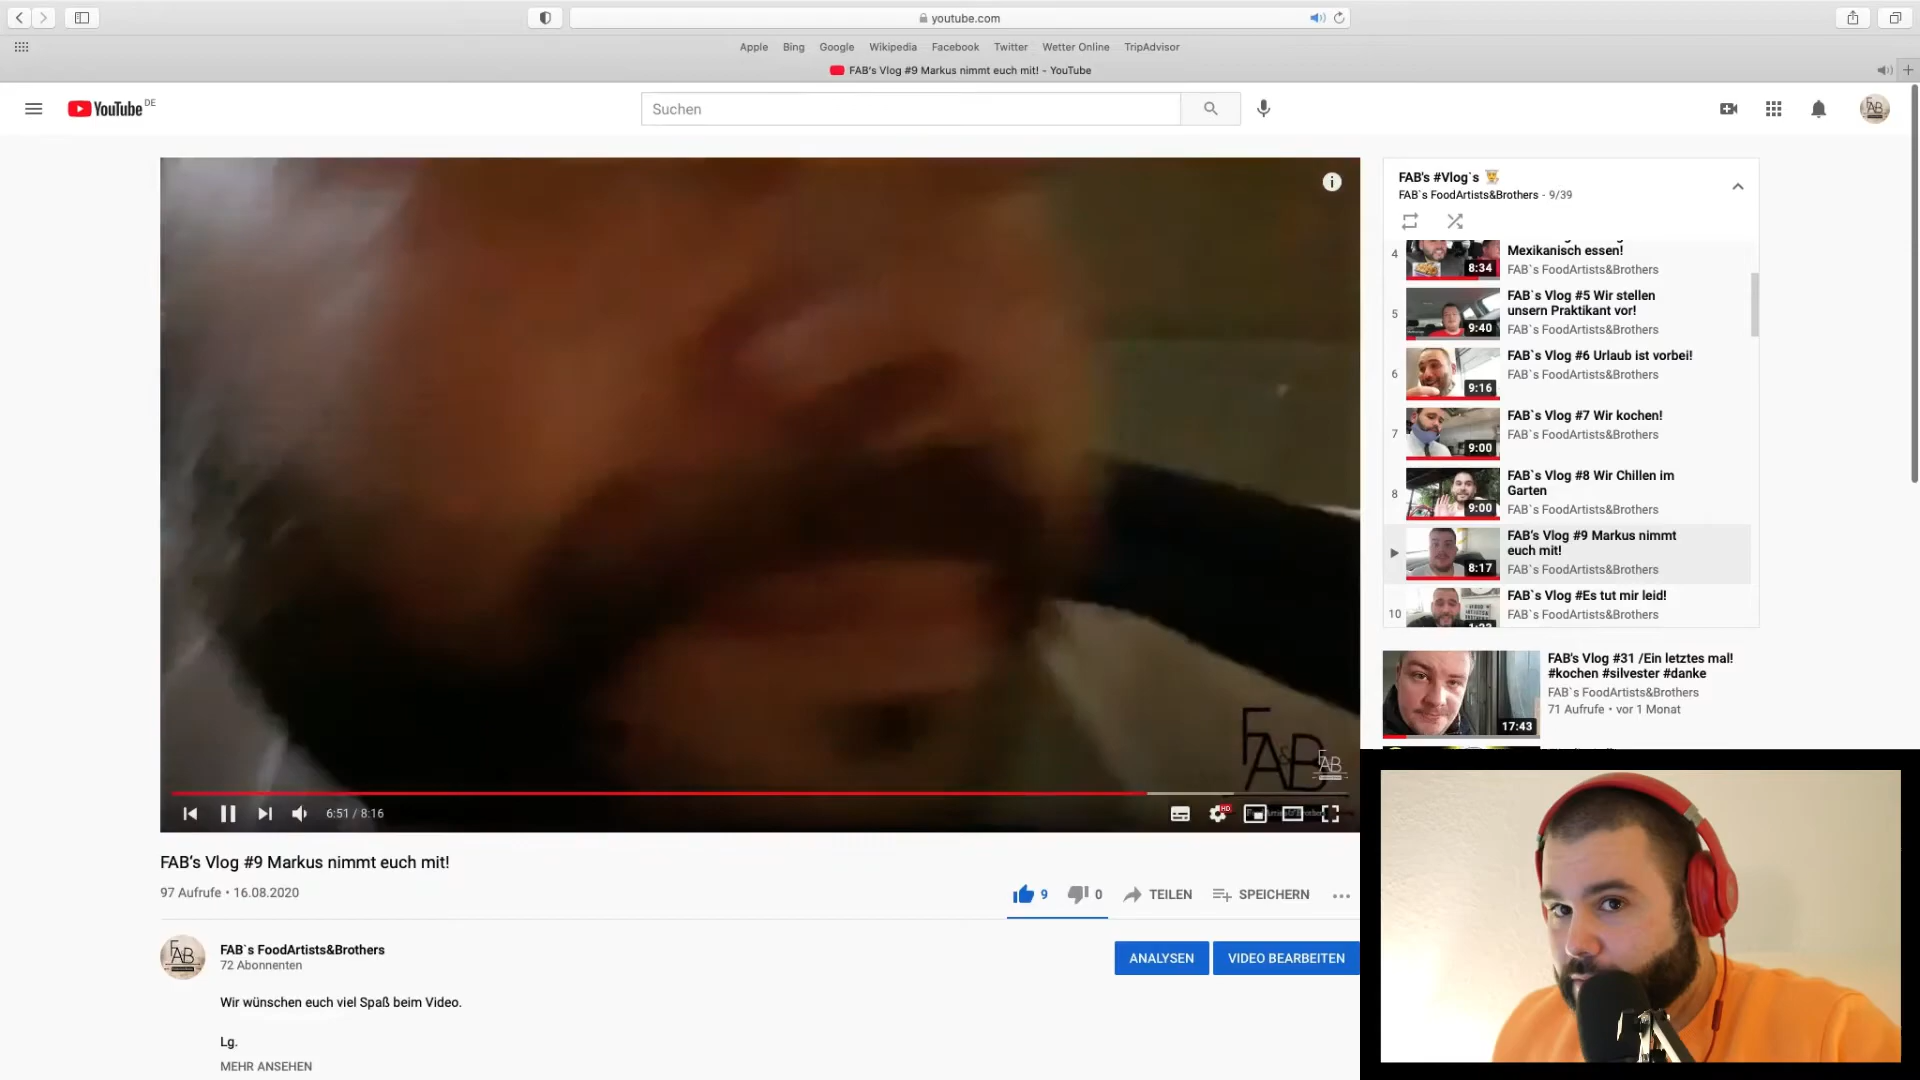 youtube.com
Apple Bing Google Wikipedia Facebook Twitter Wetter Online TripAdvisor
FAB's Vlog #9 Markus nimmt euch mit! - YouTube
YouTube DE
Suchen
FAB
FAB's #Vlog`s
FAB`s FoodArtists&Brothers - 9/39
4
Mexikanisch essen!
FAB`s FoodArtists&Brothers
8:34
5
FAB`s Vlog #5 Wir stellen
unsern Praktikant vor!
FAB`s FoodArtists&Brothers
9:40
6
FAB`s Vlog #6 Urlaub ist vorbei!
FAB`s FoodArtists&Brothers
9:16
7
FAB`s Vlog #7 Wir kochen!
FAB`s FoodArtists&Brothers
9:00
8
FAB`s Vlog #8 Wir Chillen im
Garten
FAB`s FoodArtists&Brothers
9:00
FAB's Vlog #9 Markus nimmt
euch mit!
FAB`s FoodArtists&Brothers
8:17
10
FAB`s Vlog #Es tut mir leid!
FAB`s FoodArtists&Brothers
FAB's Vlog #31 /Ein letztes mal!
#kochen #silvester #danke
FAB`s FoodArtists&Brothers
71 Aufrufe • vor 1 Monat
17:43
FA&B
FAB
6:51 / 8:16
HD
FAB's Vlog #9 Markus nimmt euch mit!
97 Aufrufe • 16.08.2020
9 0 TEILEN SPEICHERN
FAB
FAB`s FoodArtists&Brothers
72 Abonnenten
ANALYSEN VIDEO BEARBEITEN
Wir wünschen euch viel Spaß beim Video.
Lg.
MEHR ANSEHEN